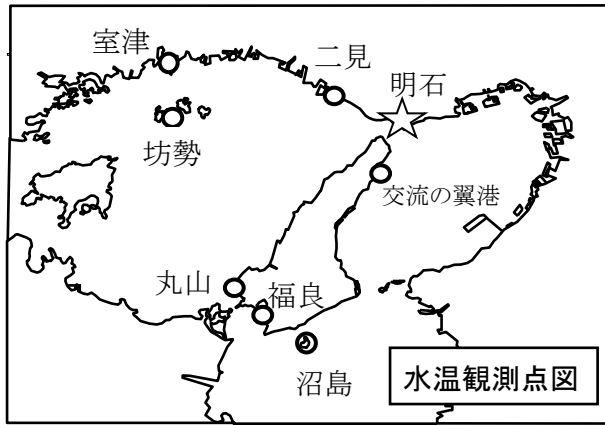 室津
二見
明石
坊勢
交流の翼港
丸山
福良
沼島
水温観測点図